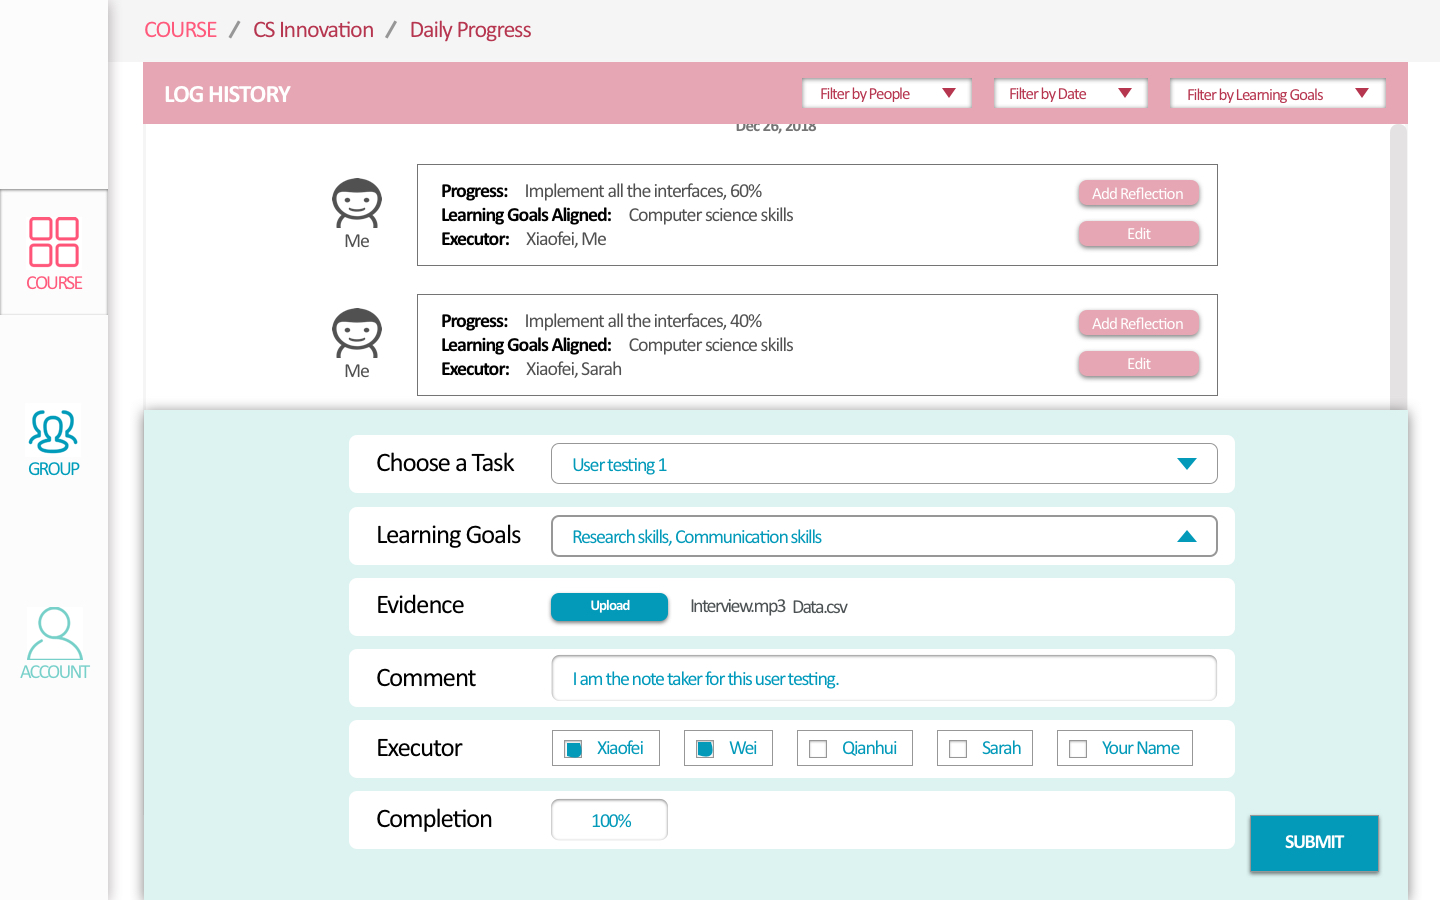 COURSE / CS Innovation / Daily Progress
LOG HISTORY
Filter by People
Filter by Date
Filter by Learning Goals
Dec 26, 2018
Me
Progress: Implement all the interfaces, 60%
Learning Goals Aligned: Computer science skills
Executor: Xiaofei, Me
Add Reflection
Edit
Me
Progress: Implement all the interfaces, 40%
Learning Goals Aligned: Computer science skills
Executor: Xiaofei, Sarah
Add Reflection
Edit
COURSE
GROUP
ACCOUNT
Choose a Task User testing 1
Learning Goals Research skills, Communication skills
Evidence Upload Interview.mp3 Data.csv
Comment I am the note taker for this user testing.
Executor Xiaofei Wei Qianhui Sarah Your Name
Completion 100%
SUBMIT